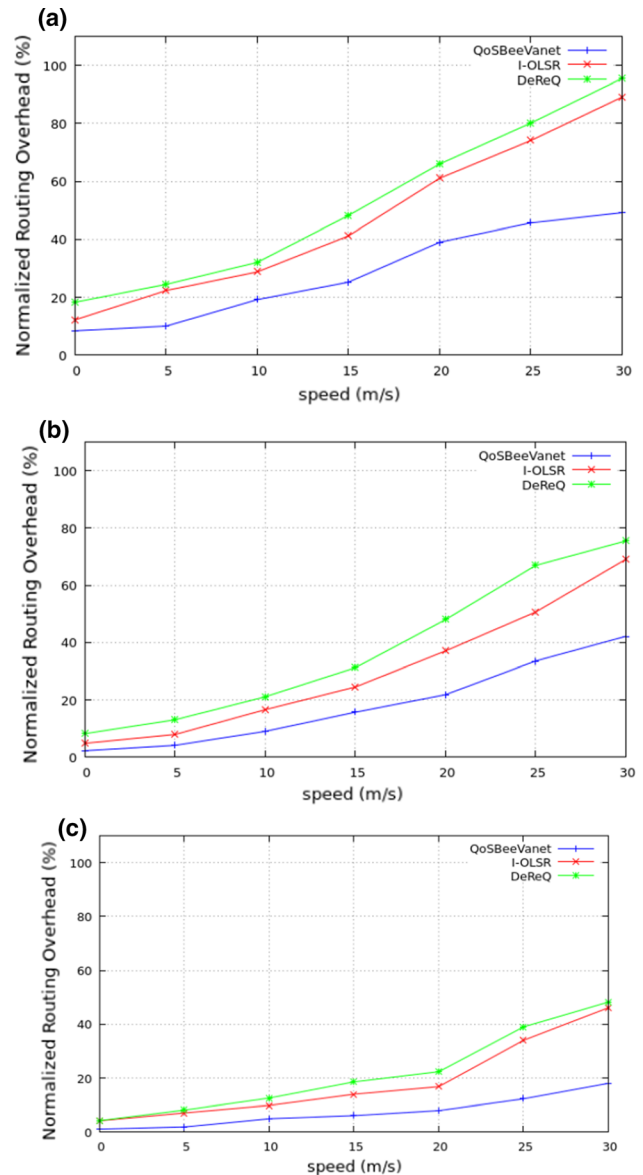 (a)
Normalized Routing Overhead (%)
100
80
60
40
20
0
QoSBeeVanet
I-OLSR
DeReQ
0 5 10 15 20 25 30
speed (m/s)
(b)
Normalized Routing Overhead (%)
100
80
60
40
20
0
QoSBeeVanet
I-OLSR
DeReQ
0 5 10 15 20 25 30
speed (m/s)
(c)
Normalized Routing Overhead (%)
100
80
60
40
20
0
QoSBeeVanet
I-OLSR
DeReQ
0 5 10 15 20 25 30
speed (m/s)